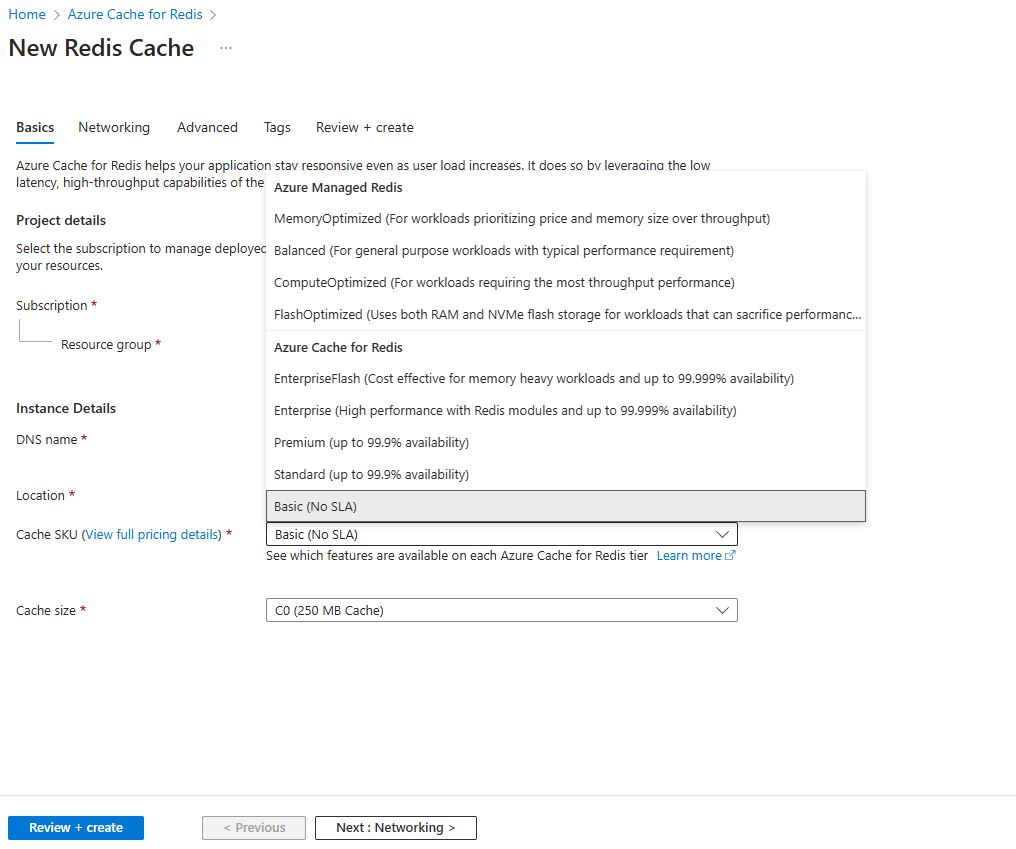 Home > Azure Cache for Redis >
New Redis Cache ...
Basics Networking Advanced Tags Review + create
Azure Cache for Redis helps your application stay responsive even as user load increases. It does so by leveraging the low
latency, high-throughput capabilities of the
Azure Managed Redis
MemoryOptimized (For workloads prioritizing price and memory size over throughput)
Project details
Select the subscription to manage deployed
Balanced (For general purpose workloads with typical performance requirement)
your resources.
ComputeOptimized (For workloads requiring the most throughput performance)
Subscription *
FlashOptimized (Uses both RAM and NVMe flash storage for workloads that can sacrifice performanc...
Resource group *
Azure Cache for Redis
EnterpriseFlash (Cost effective for memory heavy workloads and up to 99.999% availability)
Instance Details
Enterprise (High performance with Redis modules and up to 99.999% availability)
DNS name *
Premium (up to 99.9% availability)
Standard (up to 99.9% availability)
Location *
Basic (No SLA)
Cache SKU (View full pricing details) * Basic (No SLA)
See which features are available on each Azure Cache for Redis tier Learn more
Cache size * C0 (250 MB Cache)
Review + create < Previous Next : Networking >